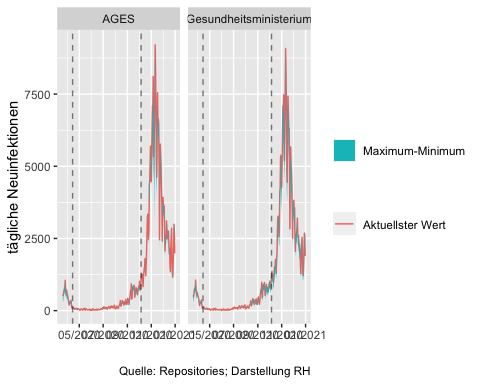 AGES
Gesundheitsministerium
tägliche Neuinfektionen
7500
5000
2500
0
Maximum-Minimum
Aktuellster Wert
Quelle: Repositories; Darstellung RH